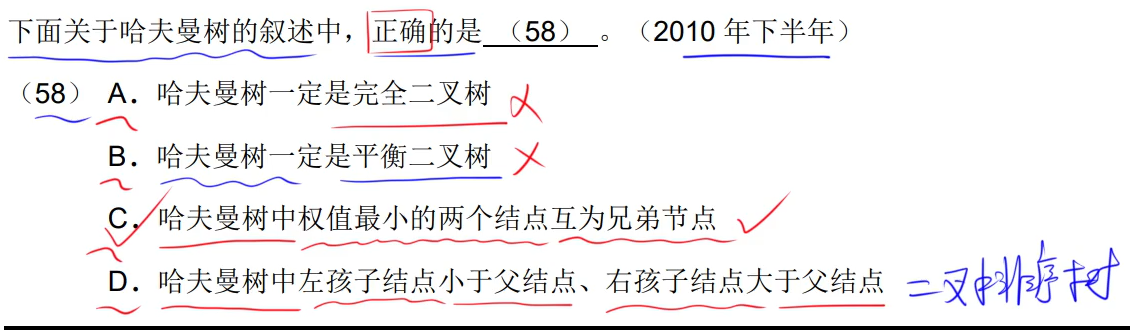 下面关于哈夫曼树的叙述中，正确的是 （58） 。（2010 年下半年）
（58） A．哈夫曼树一定是完全二叉树
B．哈夫曼树一定是平衡二叉树
C．哈夫曼树中权值最小的两个结点互为兄弟节点
D．哈夫曼树中左孩子结点小于父结点、右孩子结点大于父结点 二叉排序树